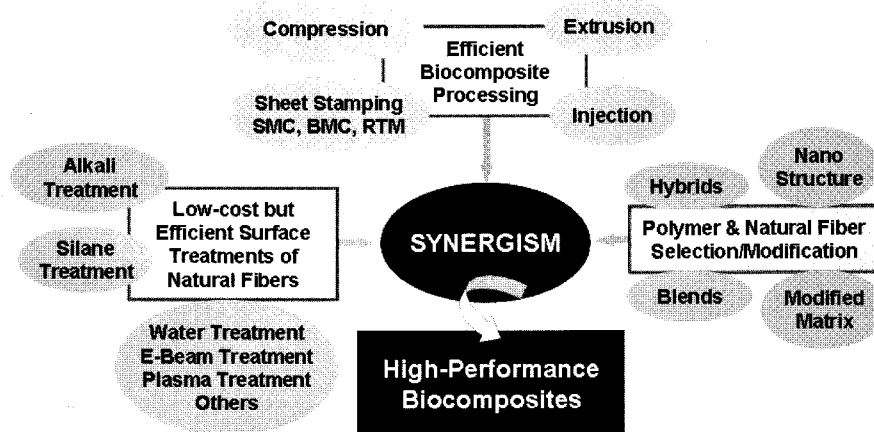 Compression
Extrusion
Efficient
Biocomposite
Processing
Sheet Stamping
SMC, BMC, RTM
Injection
Alkali
Treatment
Low-cost but
Efficient Surface
Treatments of
Natural Fibers
Silane
Treatment
Water Treatment
E-Beam Treatment
Plasma Treatment
Others
SYNERGISM
Nano
Structure
Hybrids
Polymer & Natural Fiber
Selection/Modification
Blends
Modified
Matrix
High-Performance
Biocomposites